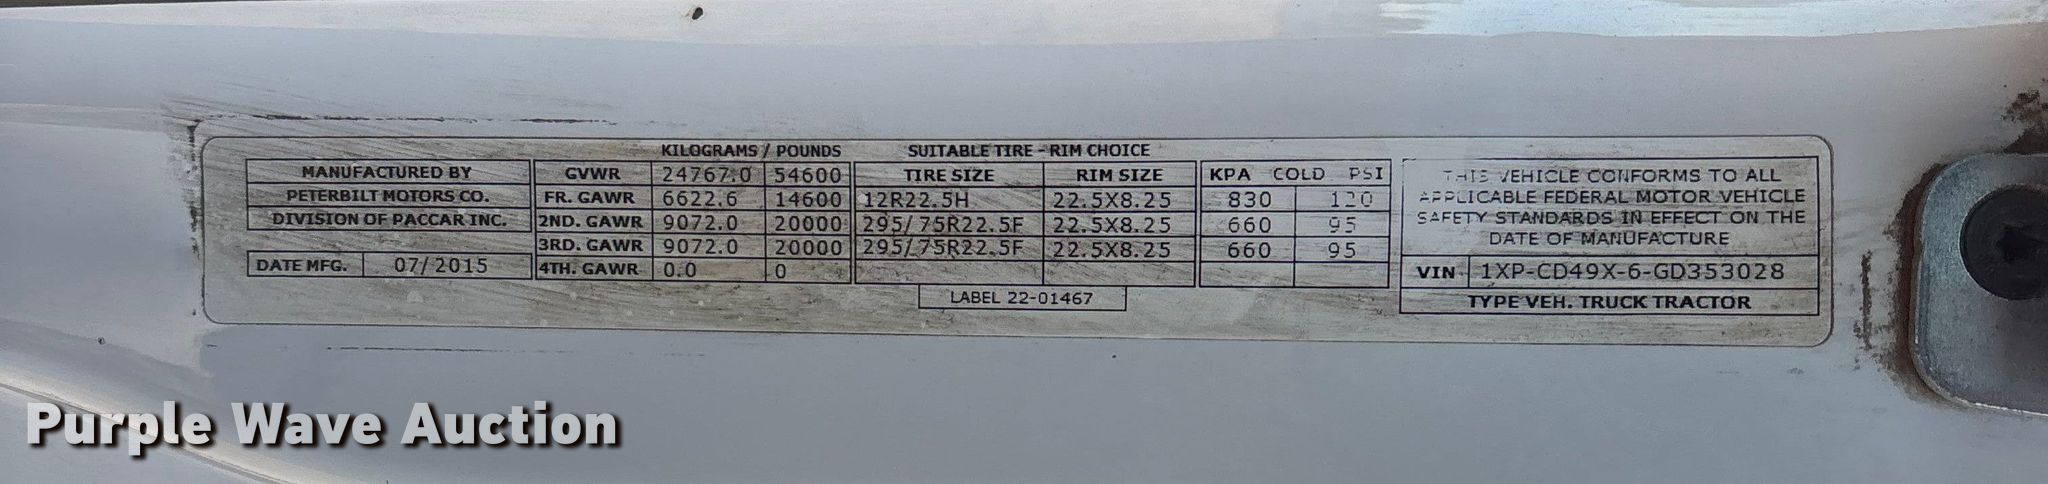 KILOGRAMS / POUNDS SUITABLE TIRE - RIM CHOICE
MANUFACTURED BY GVWR 24767.0 54600 TIRE SIZE RIM SIZE KPA COLD PSI
PETERBILT MOTORS CO. FR. GAWR 6622.6 14600 12R22.5H 22.5X8.25 830 120
DIVISION OF PACCAR INC. 2ND. GAWR 9072.0 20000 295/75R22.5F 22.5X8.25 660 95
3RD. GAWR 9072.0 20000 295/75R22.5F 22.5X8.25 660 95
DATE MFG. 07/2015 4TH. GAWR 0.0 0
LABEL 22-01467
THIS VEHICLE CONFORMS TO ALL
APPLICABLE FEDERAL MOTOR VEHICLE
SAFETY STANDARDS IN EFFECT ON THE
DATE OF MANUFACTURE
VIN 1XP-CD49X-6-GD353028
TYPE VEH. TRUCK TRACTOR
Purple Wave Auction